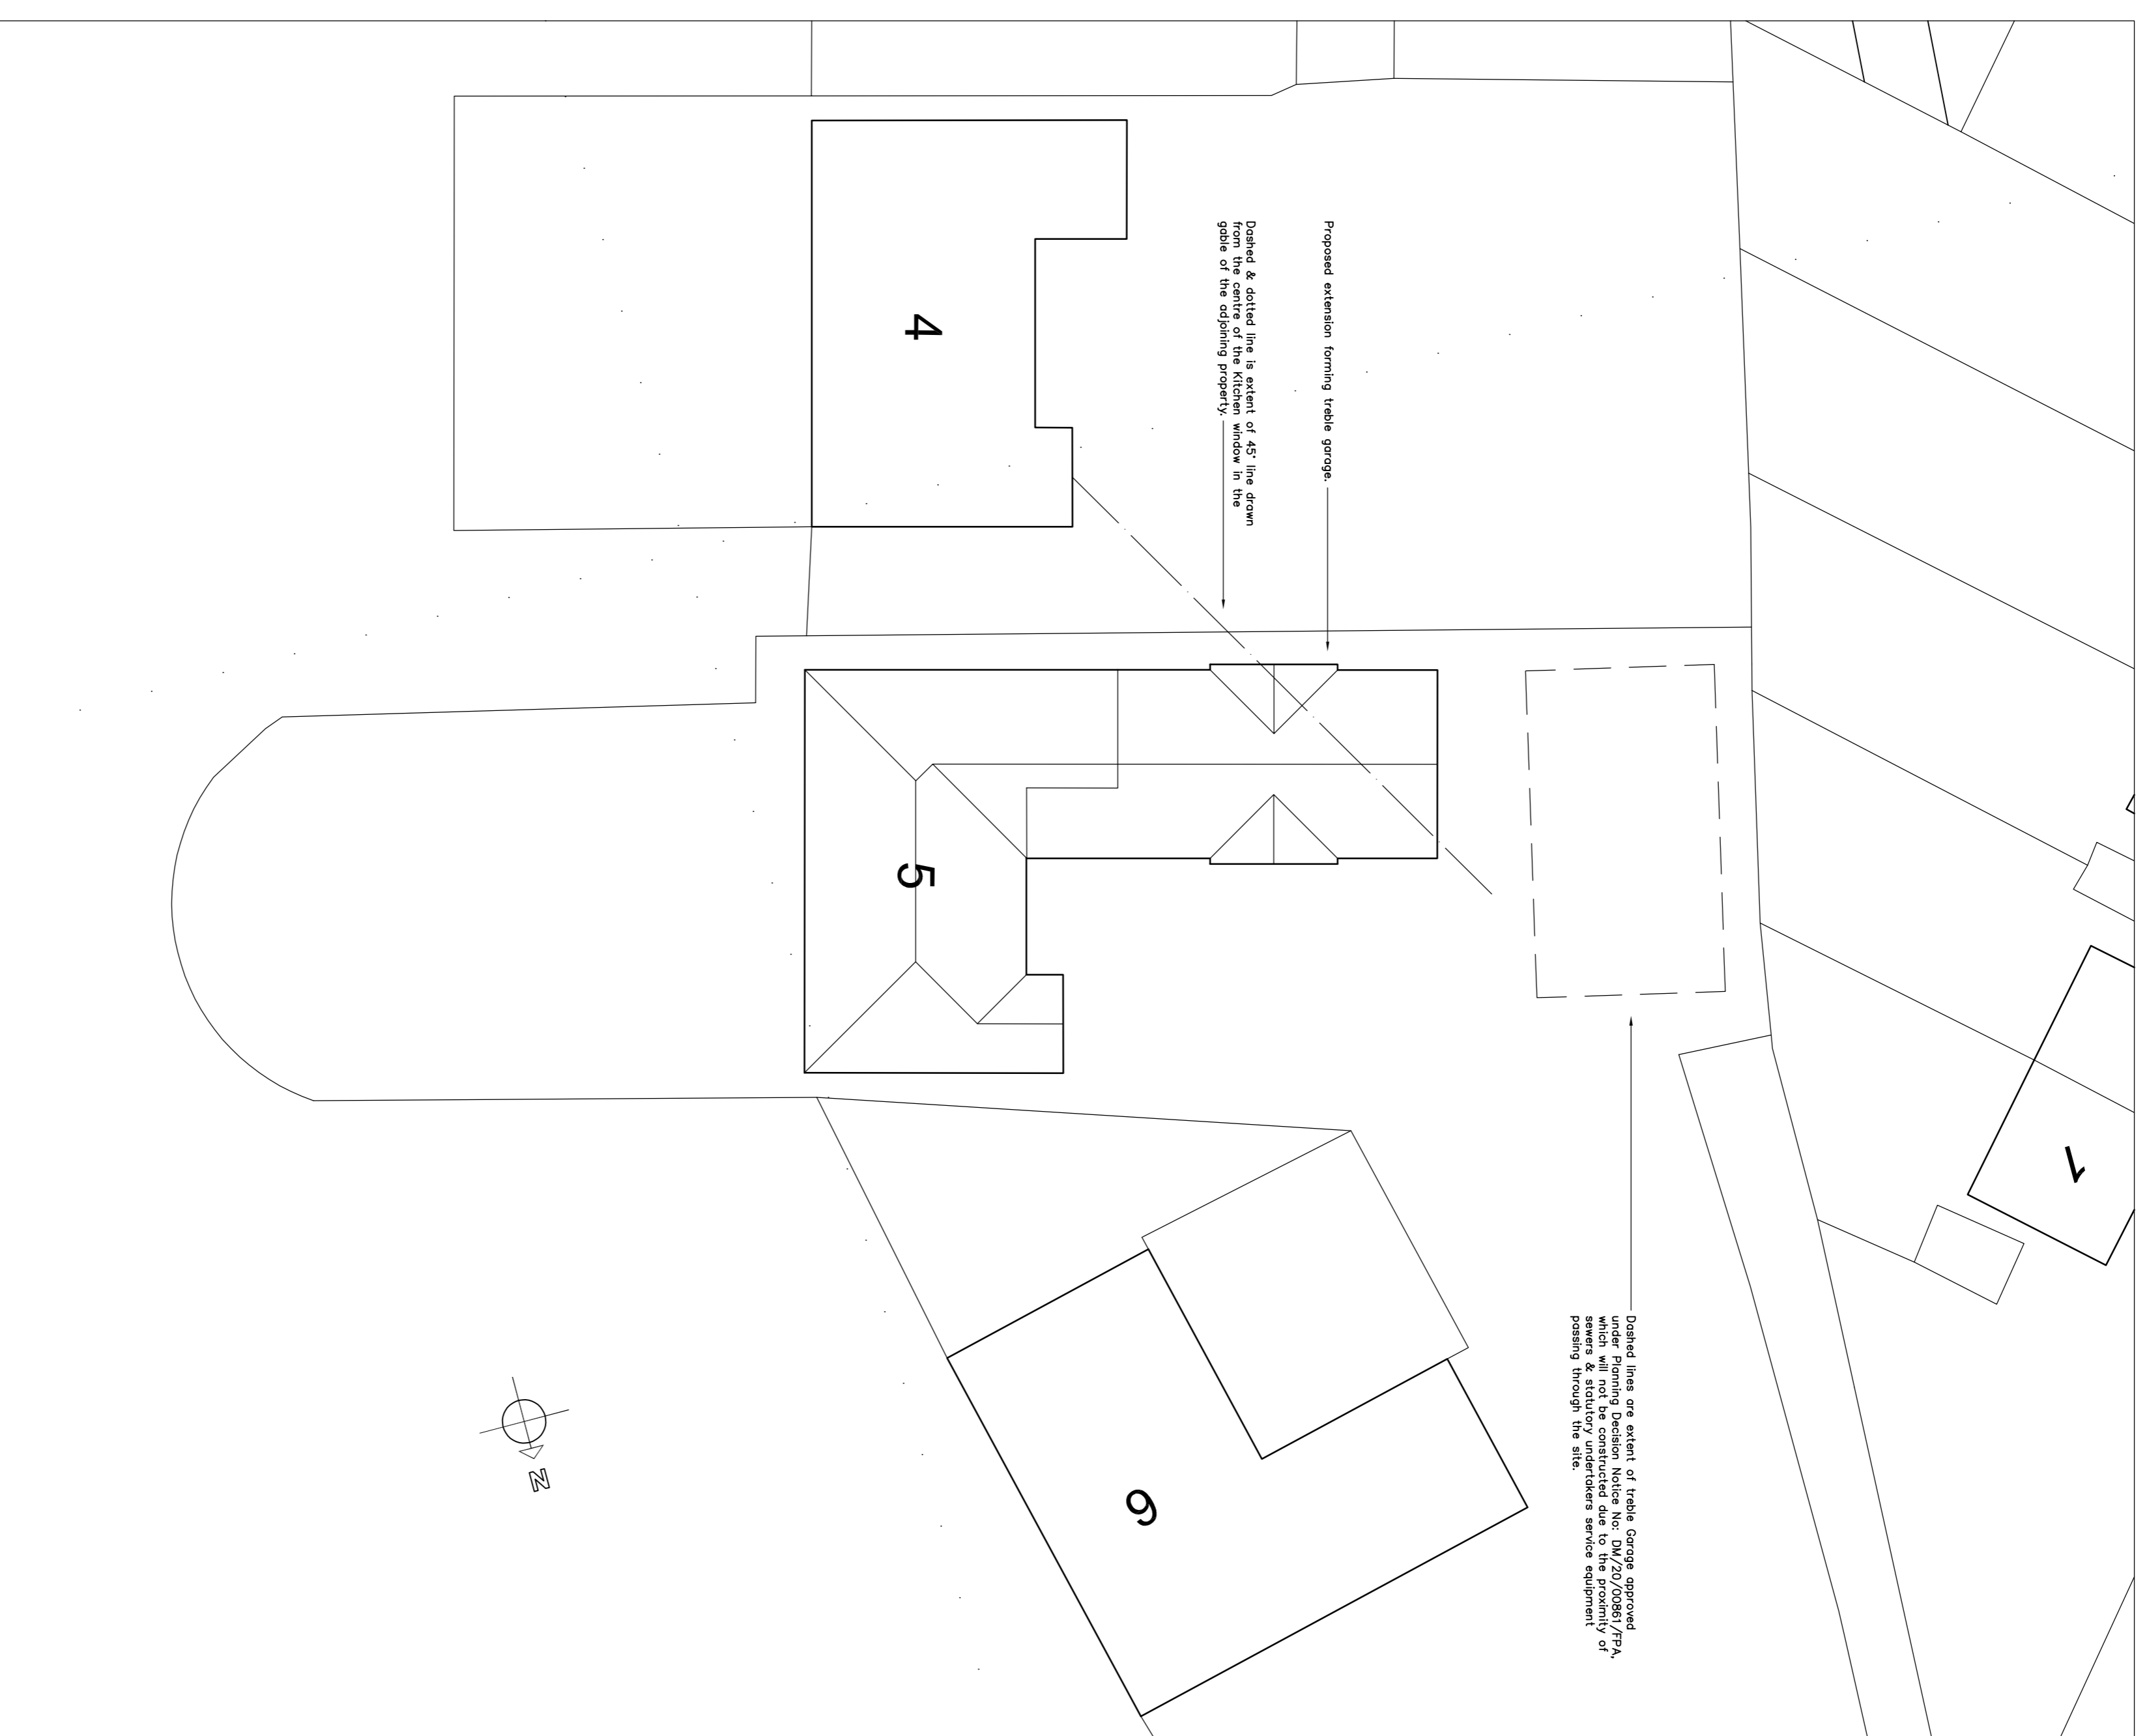 Proposed extension forming treble garage.
Dashed & dotted line is extent of 45° line drawn
from the centre of the Kitchen window in the
gable of the adjoining property.
4
5
6
1
Dashed lines are extent of treble Garage approved
under Planning Decision Notice No: DM/20/00861/FPA,
which will not be constructed due to the proximity of
sewers & statutory undertakers service equipment
passing through the site.
N